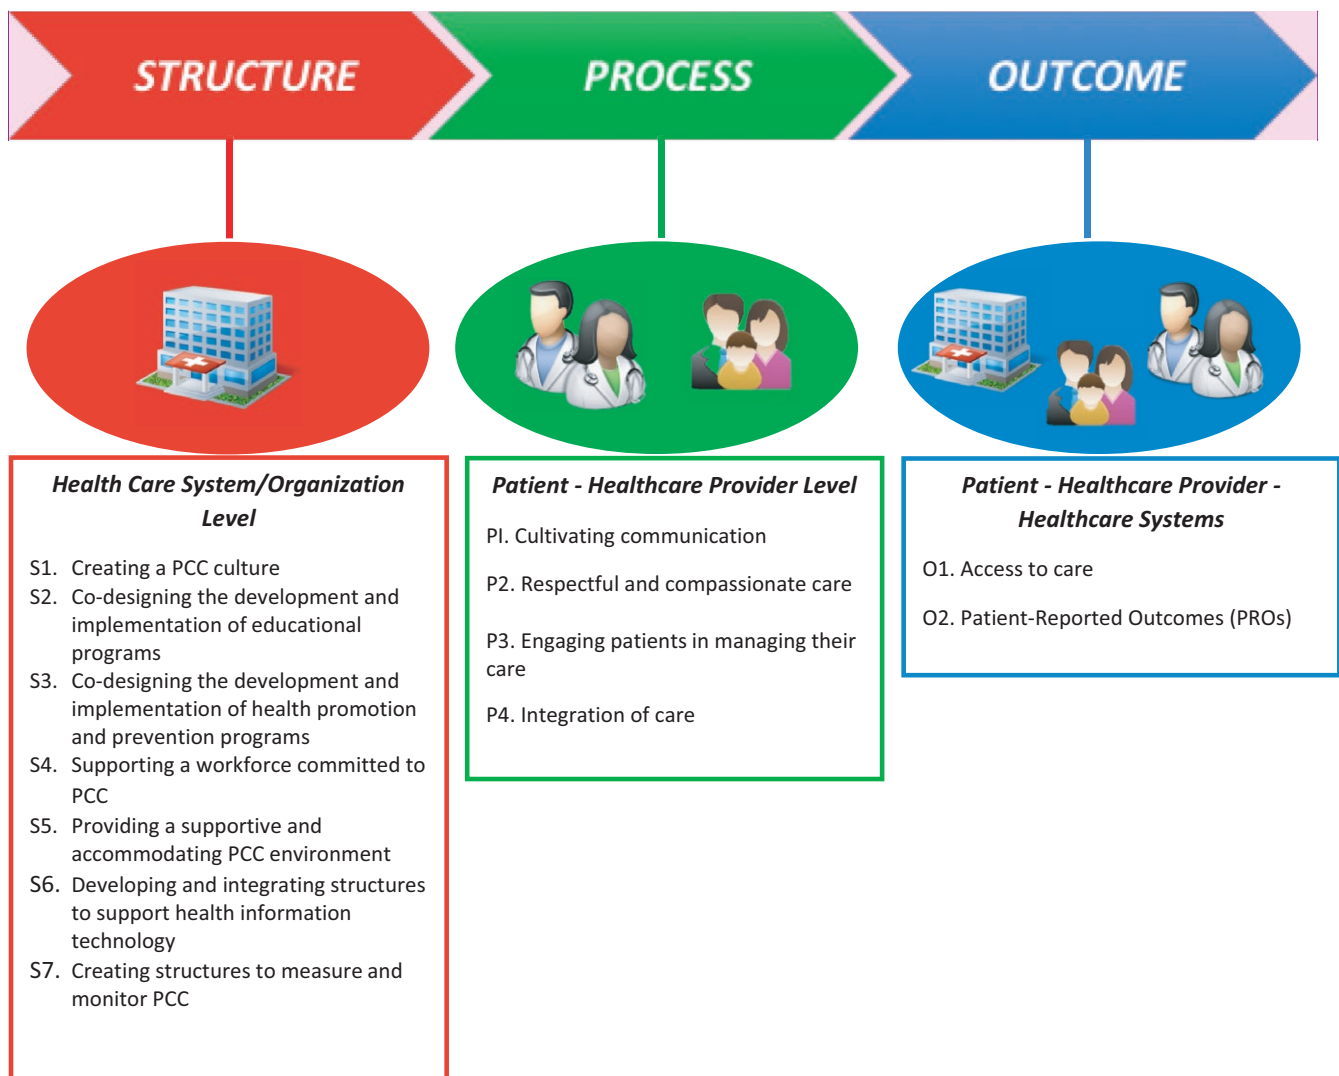 STRUCTURE
PROCESS
OUTCOME
Health Care System/Organization
Level
S1. Creating a PCC culture
S2. Co-designing the development and
implementation of educational
programs
S3. Co-designing the development and
implementation of health promotion
and prevention programs
S4. Supporting a workforce committed to
PCC
S5. Providing a supportive and
accommodating PCC environment
S6. Developing and integrating structures
to support health information
technology
S7. Creating structures to measure and
monitor PCC
Patient - Healthcare Provider Level
PI. Cultivating communication
P2. Respectful and compassionate care
P3. Engaging patients in managing their
care
P4. Integration of care
Patient - Healthcare Provider -
Healthcare Systems
O1. Access to care
O2. Patient-Reported Outcomes (PROs)